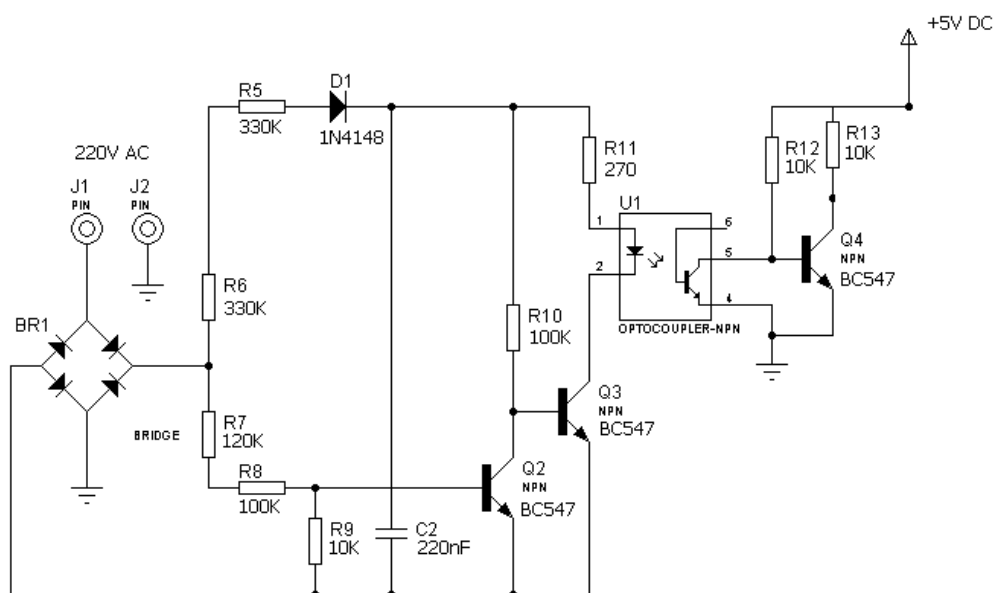 +5V DC
D1
1N4148
R5
330K
R11
270
R12
10K
R13
10K
220V AC
J1
PIN
J2
PIN
U1
1
2
6
5
4
OPTOCOUPLER-NPN
Q4
NPN
BC547
R6
330K
BR1
BRIDGE
R10
100K
R7
120K
R8
100K
Q3
NPN
BC547
Q2
NPN
BC547
R9
10K
C2
220nF